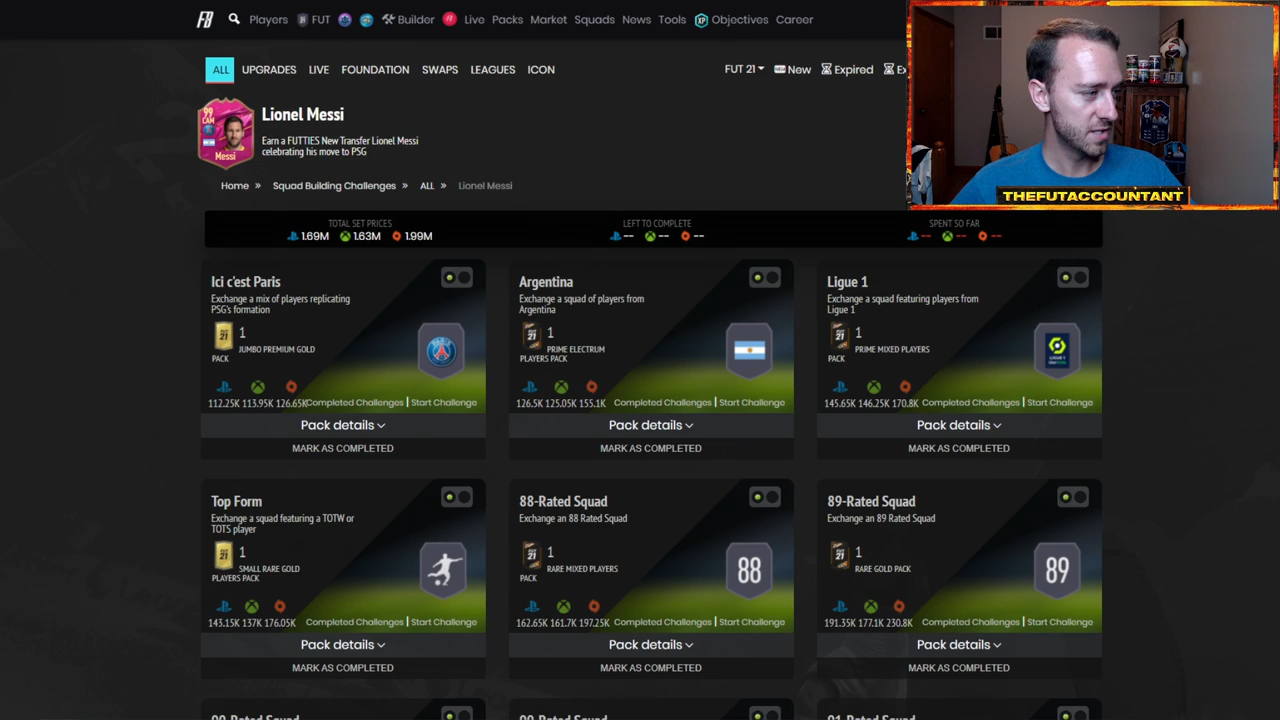 FB Players FUT Builder Live Packs Market Squads News Tools XP Objectives Career
ALL UPGRADES LIVE FOUNDATION SWAPS LEAGUES ICON FUT 21 New Expired
99
CAM
Messi
Lionel Messi
Earn a FUTTIES New Transfer Lionel Messi
celebrating his move to PSG
THEFUTACCOUNTANT
Home » Squad Building Challenges » ALL » Lionel Messi
TOTAL SET PRICES LEFT TO COMPLETE SPENT SO FAR
1.69M 1.63M 1.99M -- -- -- -- -- --
Ici c'est Paris
Exchange a mix of players replicating
PSG's formation
1
JUMBO PREMIUM GOLD
PACK
112.25K 113.95K 126.65K Completed Challenges | Start Challenge
Pack details
MARK AS COMPLETED
Argentina
Exchange a squad of players from
Argentina
1
PRIME ELECTRUM
PLAYERS PACK
126.5K 125.05K 155.1K Completed Challenges | Start Challenge
Pack details
MARK AS COMPLETED
Ligue 1
Exchange a squad featuring players from
Ligue 1
1
PRIME MIXED PLAYERS
PACK
145.65K 146.25K 170.8K Completed Challenges | Start Challenge
Pack details
MARK AS COMPLETED
Top Form
Exchange a squad featuring a TOTW or
TOTS player
1
SMALL RARE GOLD
PLAYERS PACK
143.15K 137K 176.05K Completed Challenges | Start Challenge
Pack details
MARK AS COMPLETED
88-Rated Squad
Exchange an 88 Rated Squad
1
RARE MIXED PLAYERS
PACK
88
162.65K 161.7K 197.25K Completed Challenges | Start Challenge
Pack details
MARK AS COMPLETED
89-Rated Squad
Exchange an 89 Rated Squad
1
RARE GOLD PACK
89
191.35K 177.1K 230.8K Completed Challenges | Start Challenge
Pack details
MARK AS COMPLETED